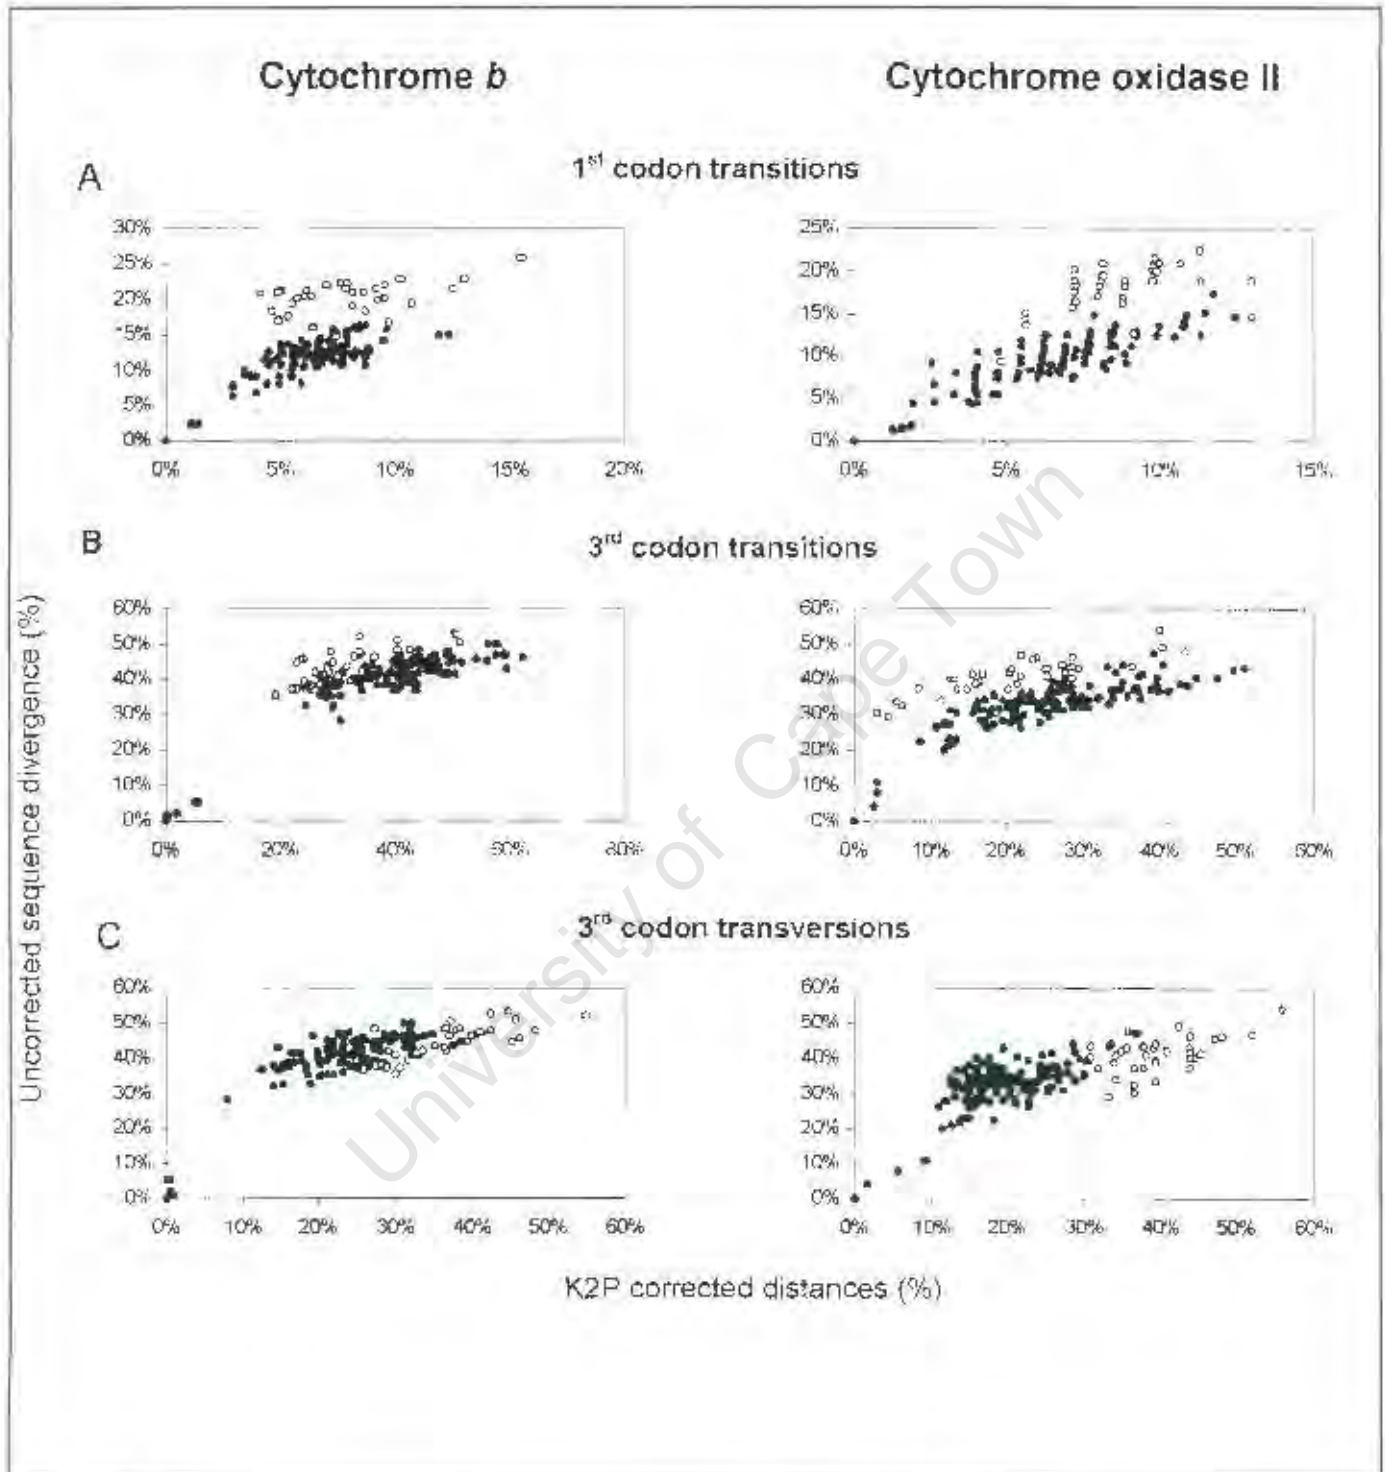 Cytochrome b
Cytochrome oxidase II
A
1st codon transitions
30%
25%
20%
15%
10%
5%
0%
0% 5% 10% 15% 20%
25%
20%
15%
10%
5%
0%
0% 5% 10% 15%
B
3rd codon transitions
60%
50%
40%
30%
20%
10%
0%
0% 20% 40% 60% 80%
60%
50%
40%
30%
20%
10%
0%
0% 10% 20% 30% 40% 50% 60%
C
3rd codon transversions
60%
50%
40%
30%
20%
10%
0%
0% 10% 20% 30% 40% 50% 60%
60%
50%
40%
30%
20%
10%
0%
0% 10% 20% 30% 40% 50% 60%
Uncorrected sequence divergence (%)
K2P corrected distances (%)
University of Cape Town